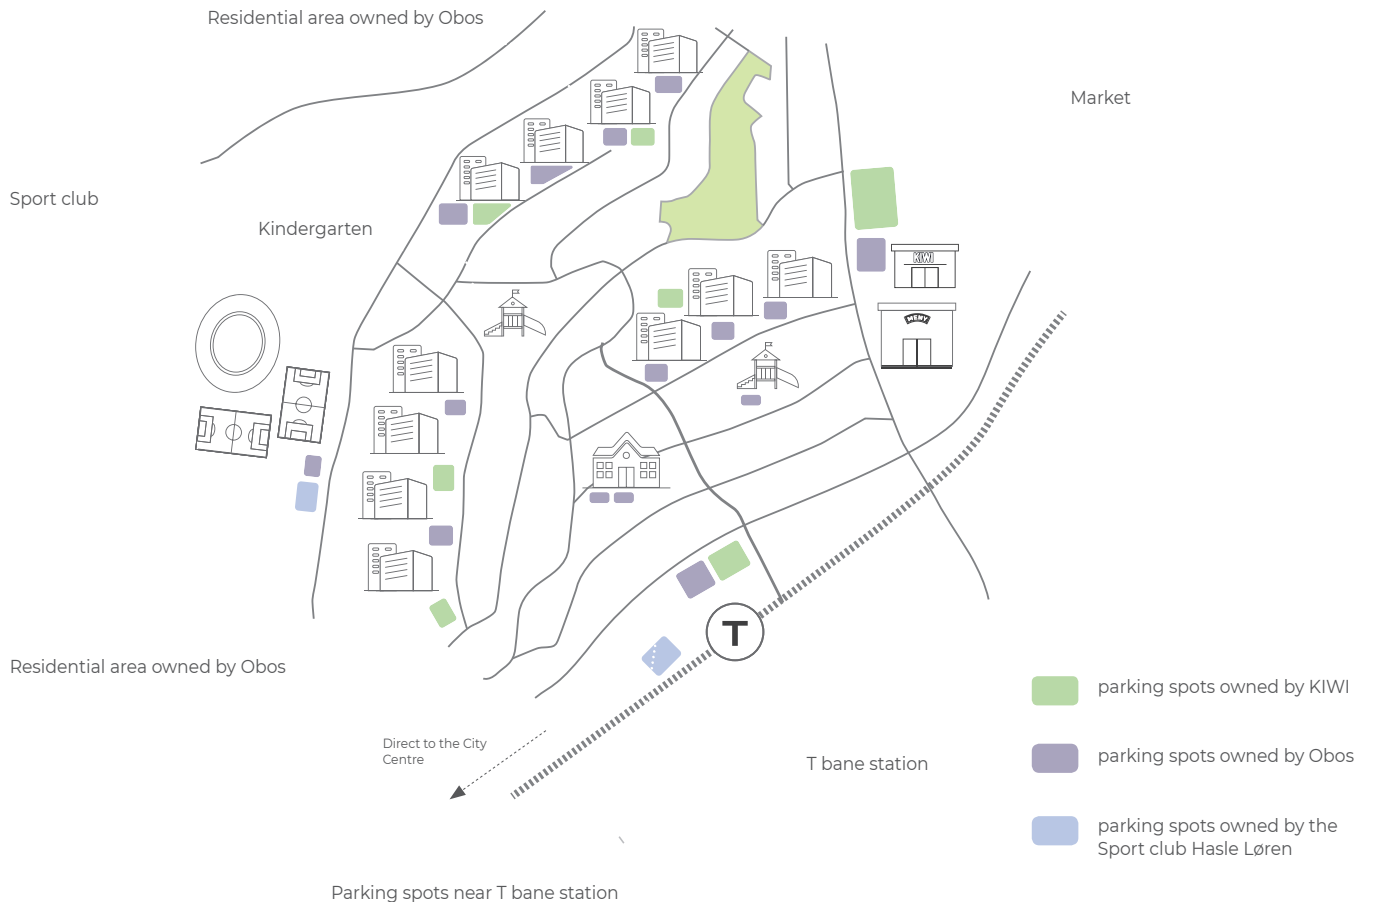 Residential area owned by Obos
Market
Sport club
Kindergarten
KIWI
T
Residential area owned by Obos
parking spots owned by KIWI
Direct to the City
Centre
T bane station
parking spots owned by Obos
parking spots owned by the
Sport club Hasle Løren
Parking spots near T bane station